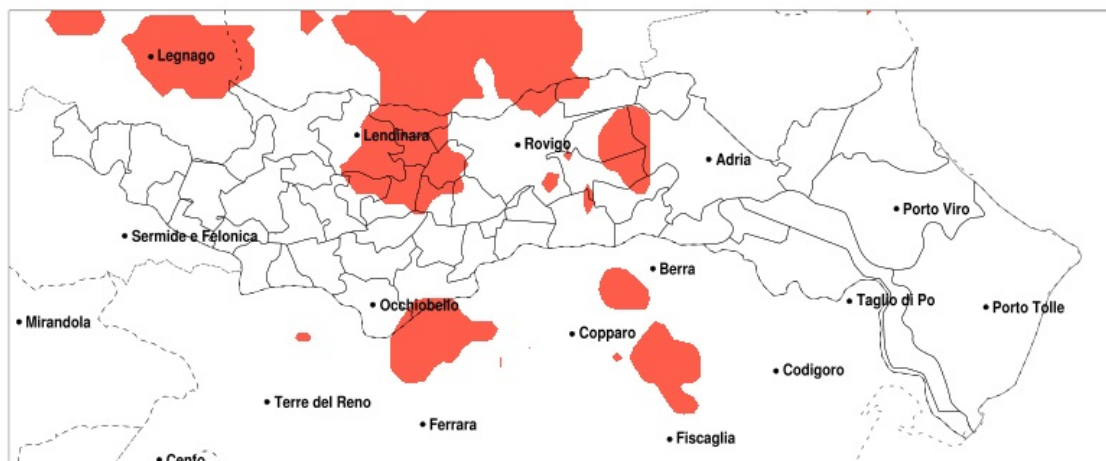 Legnago
Lendinara
Rovigo
Adria
Porto Viro
Sermide e Felonica
Berra
Occhiobello
Taglio di Po
Porto Tolle
Mirandola
Copparo
Codigoro
Terre del Reno
Ferrara
Fiscaglia
Cento